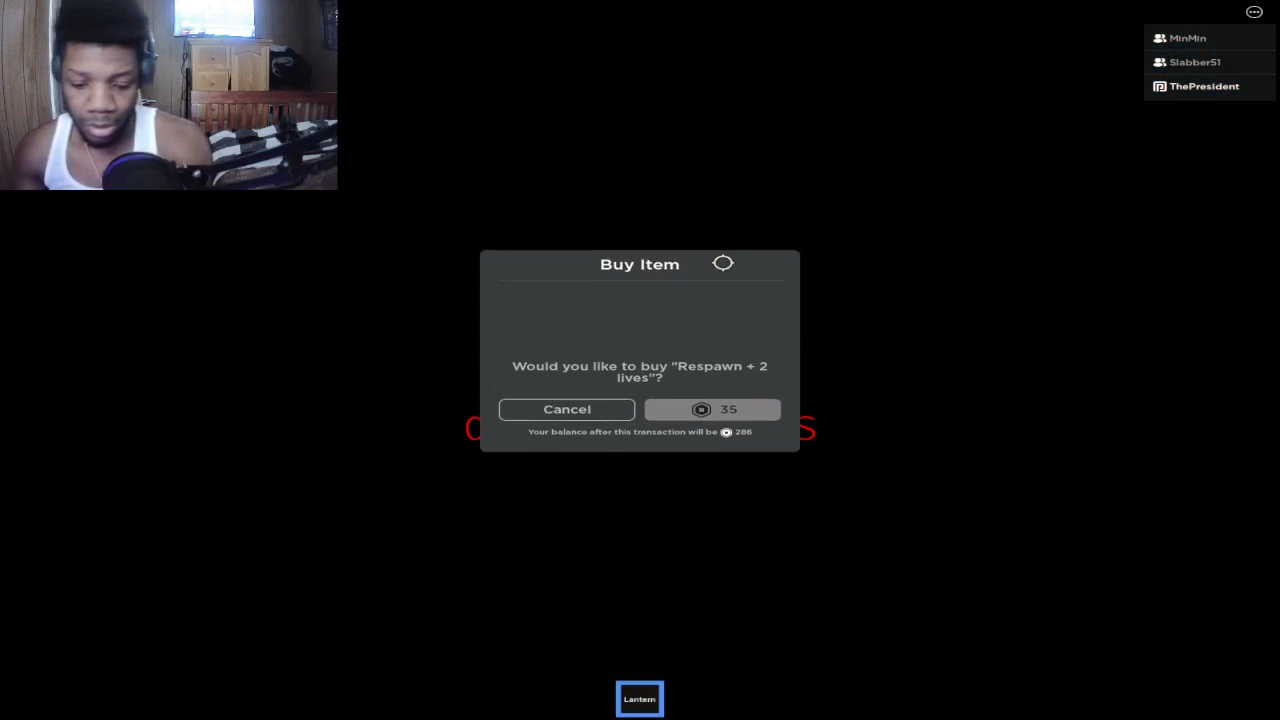 MinMin
Slabber51
ThePresident
Buy Item
Would you like to buy "Respawn + 2
lives"?
Cancel
35
Your balance after this transaction will be 286
Lantern